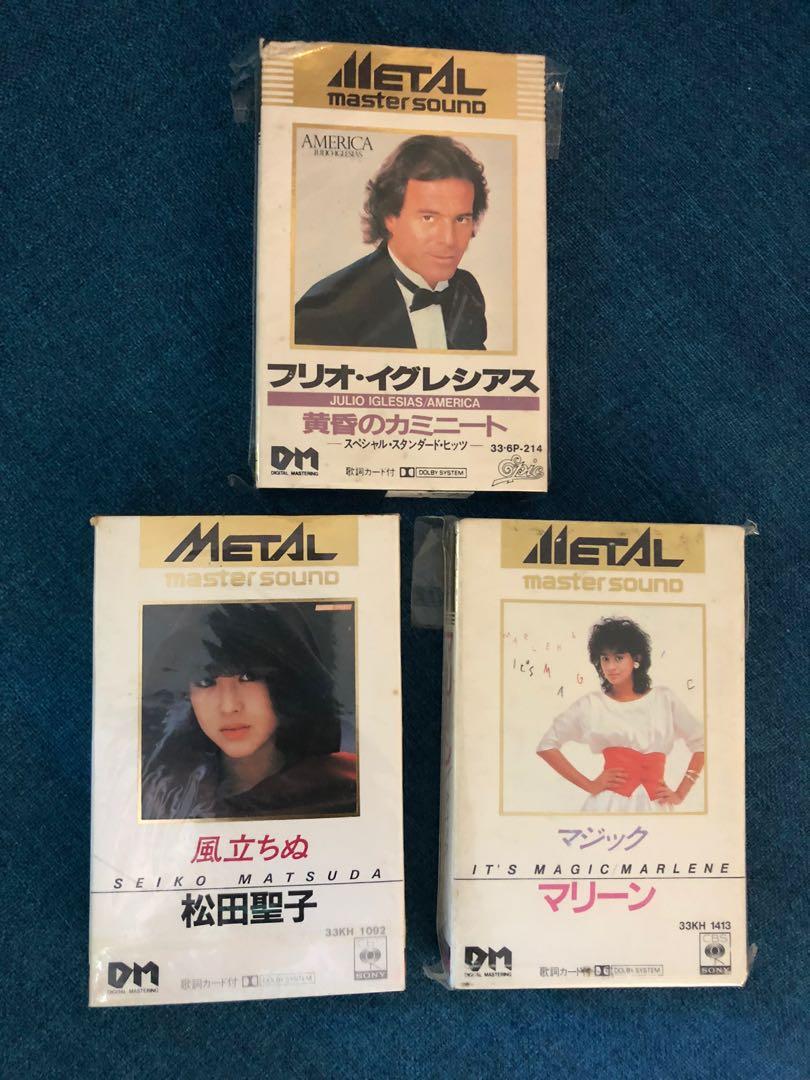 METAL
master sound
AMERICA
JULIO IGLESIAS
フリオ・イグレシアス
JULIO IGLESIAS/AMERICA
黄昏のカミニート
スペシャル・スタンダード・ヒッツ
33・6P-214
DM
DIGITAL MASTERING
歌詞カード付 DOLBY SYSTEM
Epic
METAL
master sound
風立ちぬ
SEIKO MATSUDA
松田聖子
33KH 1092
DM
DIGITAL MASTERING
歌詞カード付 DOLBY SYSTEM
CBS
SONY
METAL
master sound
MARLENE
IT'S MAGIC
マジック
IT'S MAGIC/MARLENE
マリーン
33KH 1413
DM
DIGITAL MASTERING
歌詞カード付 DOLBY SYSTEM
CBS
SONY